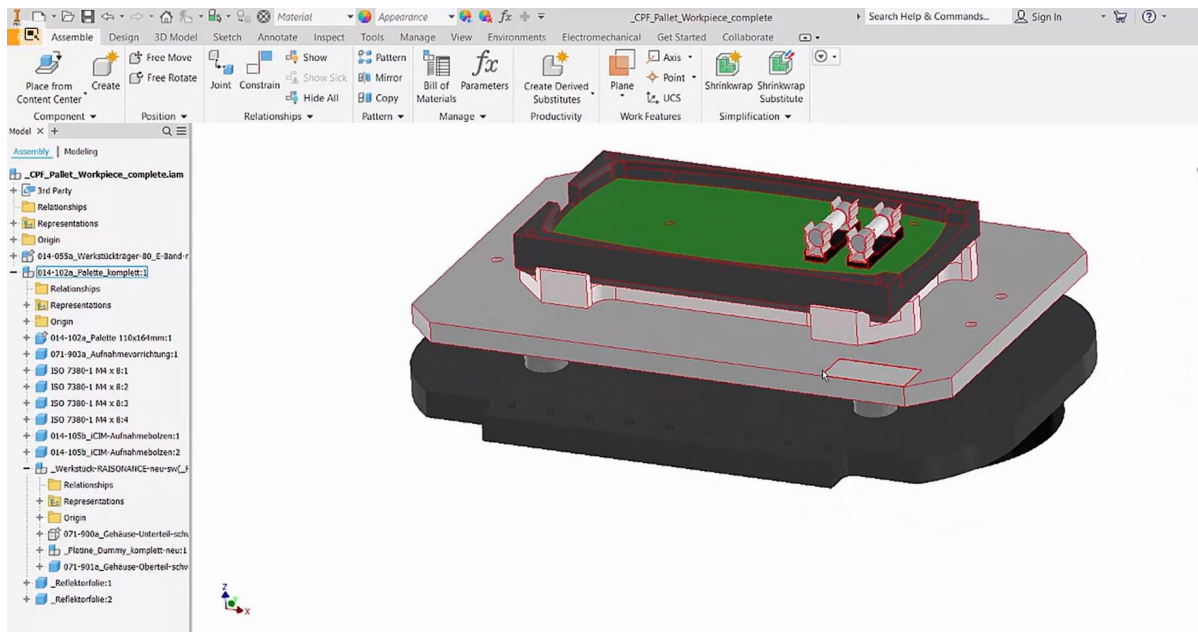 Material
Appearance
fx
_CPF_Pallet_Workpiece_complete
Search Help & Commands...
Sign In
Assemble Design 3D Model Sketch Annotate Inspect Tools Manage View Environments Electromechanical Get Started Collaborate
Place from
Content Center
Create
Free Move
Free Rotate
Component
Position
Joint
Constrain
Show
Show Sick
Hide All
Relationships
Pattern
Mirror
Copy
Pattern
Bill of
Materials
fx
Parameters
Manage
Create Derived
Substitutes
Productivity
Plane
Axis
Point
UCS
Work Features
Shrinkwrap
Shrinkwrap
Substitute
Simplification
Model × +
Assembly | Modeling
_CPF_Pallet_Workpiece_complete.iam
3rd Party
Relationships
Representations
Origin
014-055a_Werkstückträger-80_E-Band-r
014-102a_Palette_komplett:1
Relationships
Representations
Origin
014-102a_Palette 110x164mm:1
071-903a_Aufnahmevorrichtung:1
ISO 7380-1 M4 x 8:1
ISO 7380-1 M4 x 8:2
ISO 7380-1 M4 x 8:3
ISO 7380-1 M4 x 8:4
014-105b_iCIM-Aufnahmebolzen:1
014-105b_iCIM-Aufnahmebolzen:2
_Werkstück-RAISONANCE-neu-sw(_F
Relationships
Representations
Origin
071-900a_Gehäuse-Unterteil-schv
_Platine_Dummy_komplett-neu:1
071-901a_Gehäuse-Oberteil-schw
_Reflektorfolie:1
_Reflektorfolie:2
Z
X